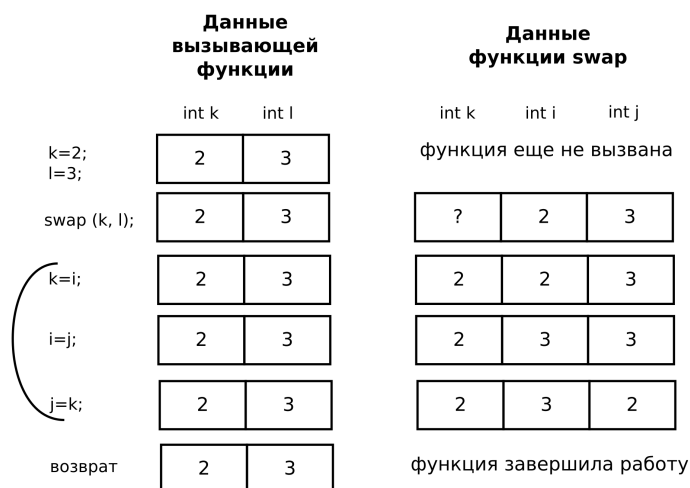 Данные
вызывающей
функции
Данные
функции swap
int k int l
int k int i int j
k=2;
l=3;
2 3
функция еще не вызвана
swap (k, l);
2 3
? 2 3
k=i;
2 3
2 2 3
i=j;
2 3
2 3 3
j=k;
2 3
2 3 2
возврат
2 3
функция завершила работу